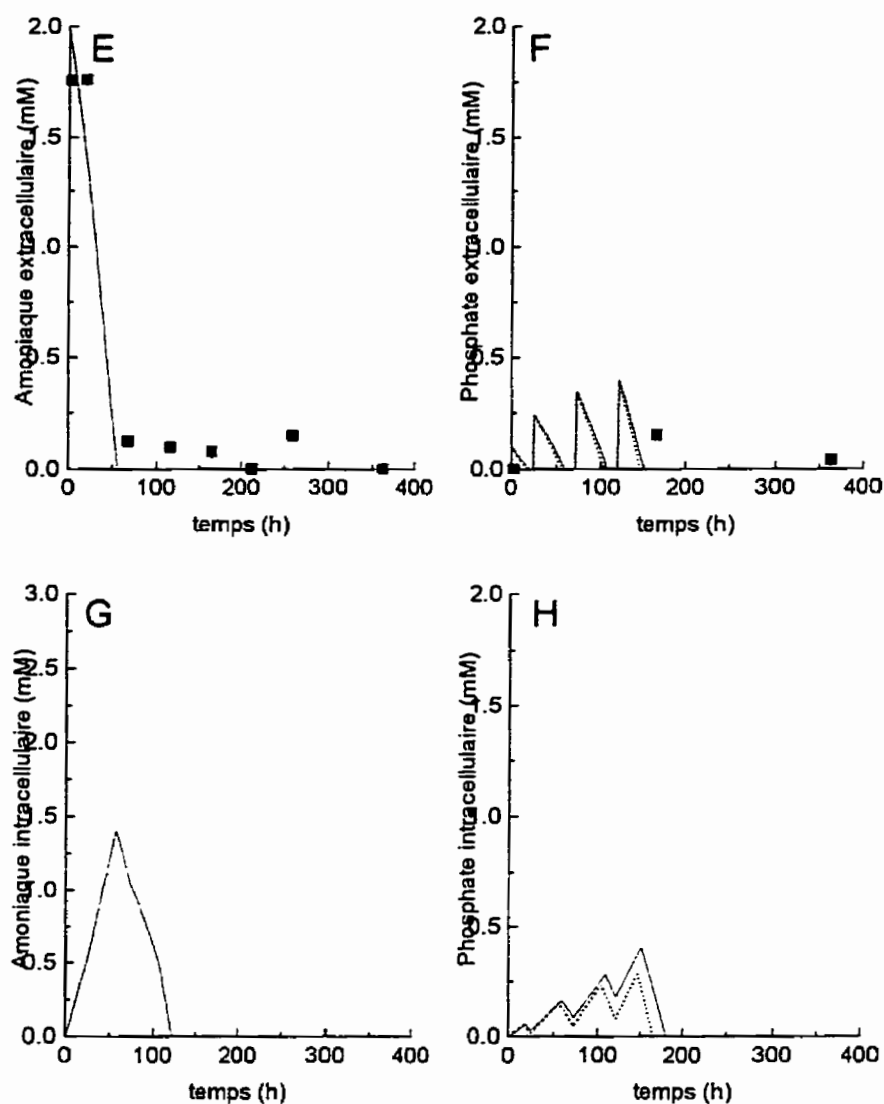 E
Amoniaque extracellulaire (mM)
2.0
1.5
1.0
0.5
0.0
0 100 200 300 400
temps (h)
F
Phosphate extracellulaire (mM)
2.0
1.5
1.0
0.5
0.0
0 100 200 300 400
temps (h)
G
Amoniaque intracellulaire (mM)
3.0
2.5
2.0
1.5
1.0
0.5
0.0
0 100 200 300 400
temps (h)
H
Phosphate intracellulaire (mM)
2.0
1.5
1.0
0.5
0.0
0 100 200 300 400
temps (h)